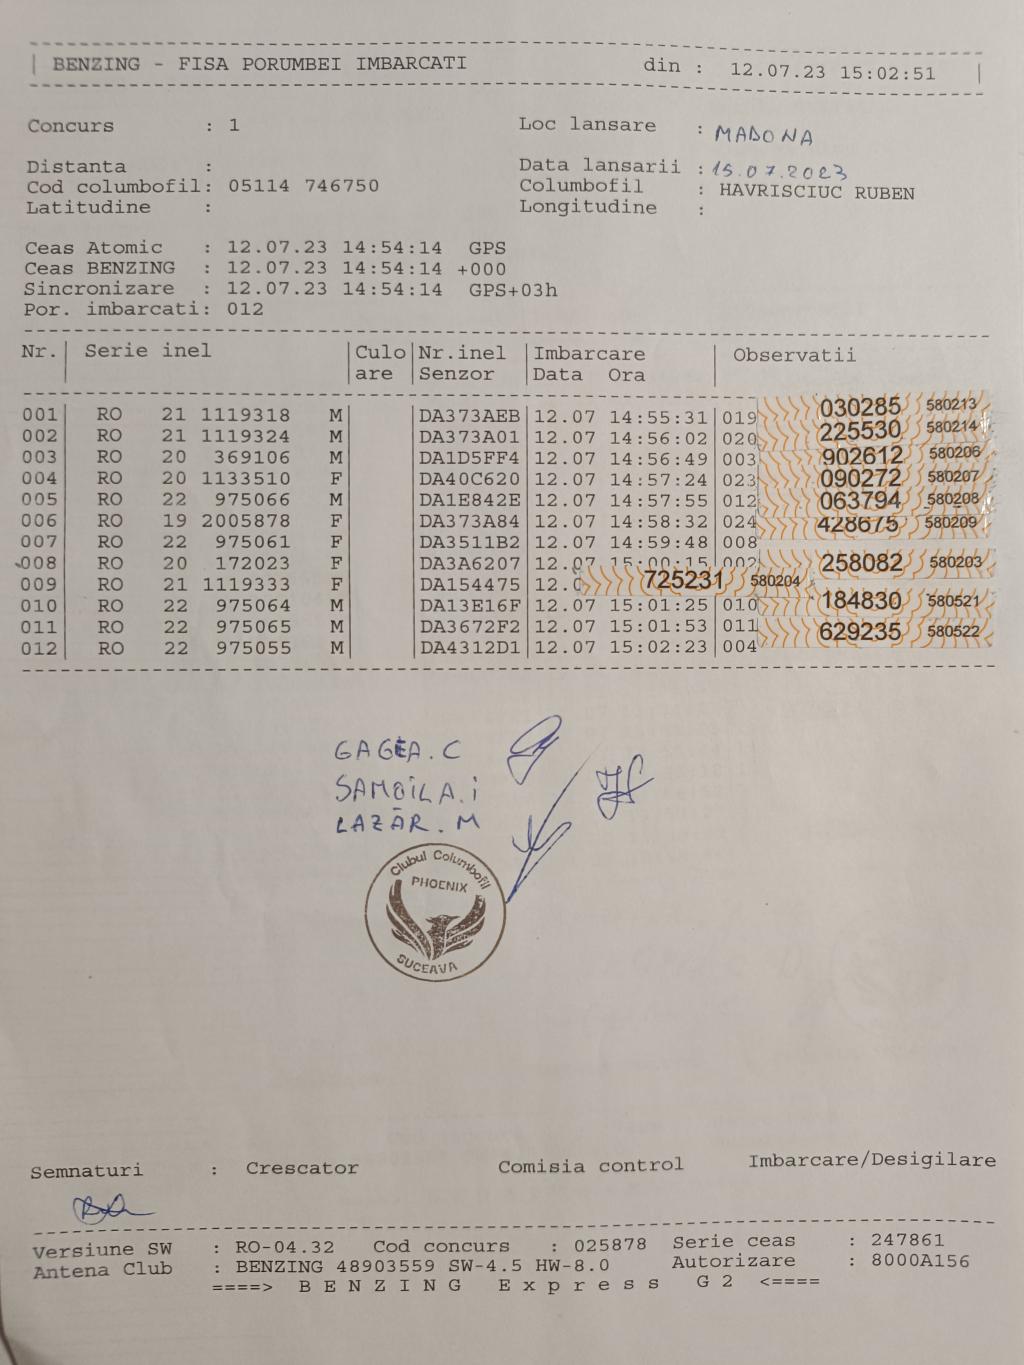 BENZING - FISA PORUMBEI IMBARCATI din : 12.07.23 15:02:51
Concurs : 1 Loc lansare : MADONA
Distanta : Data lansarii : 15.07.2023
Cod columbofil: 05114 746750 Columbofil : HAVRISCIUC RUBEN
Latitudine : Longitudine :
Ceas Atomic : 12.07.23 14:54:14 GPS
Ceas BENZING : 12.07.23 14:54:14 +000
Sincronizare : 12.07.23 14:54:14 GPS+03h
Por. imbarcati: 012
Nr. Serie inel Culo Nr.inel Imbarcare Observatii
are Senzor Data Ora
001 RO 21 1119318 M DA373AEB 12.07 14:55:31 019 030285 580213
002 RO 21 1119324 M DA373A01 12.07 14:56:02 020 225530 580214
003 RO 20 369106 M DA1D5FF4 12.07 14:56:49 003 902612 580206
004 RO 20 1133510 F DA40C620 12.07 14:57:24 023 090272 580207
005 RO 22 975066 M DA1E842E 12.07 14:57:55 012 063794 580208
006 RO 19 2005878 F DA373A84 12.07 14:58:32 024 428675 580209
007 RO 22 975061 F DA3511B2 12.07 14:59:48 008
008 RO 20 172023 F DA3A6207 12.07 15:00:15 002 258082 580203
009 RO 21 1119333 F DA154475 12.0 725231 580204
010 RO 22 975064 M DA13E16F 12.07 15:01:25 010 184830 580521
011 RO 22 975065 M DA3672F2 12.07 15:01:53 011 629235 580522
012 RO 22 975055 M DA4312D1 12.07 15:02:23 004
GAGEA.C
SAMOILA.i
LAZĂR.M
Clubul Columbofil
PHOENIX
SUCEAVA
Semnaturi : Crescator Comisia control Imbarcare/Desigilare
Versiune SW : RO-04.32 Cod concurs : 025878 Serie ceas : 247861
Antena Club : BENZING 48903559 SW-4.5 HW-8.0 Autorizare : 8000A156
====> B E N Z I N G E x p r e s s G 2 <====